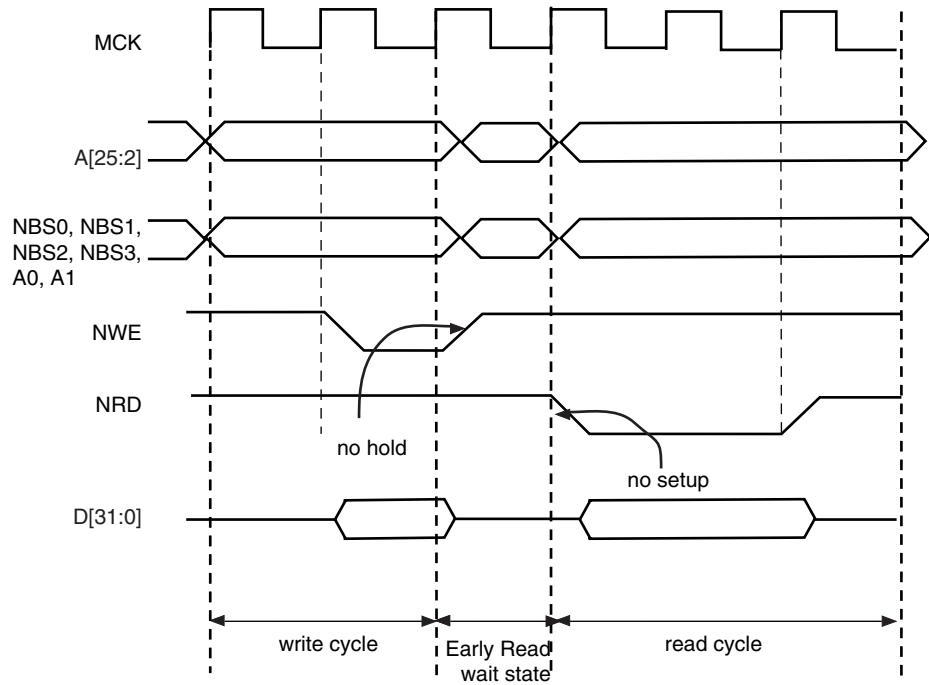 MCK
A[25:2]
NBS0, NBS1,
NBS2, NBS3,
A0, A1
NWE
NRD
no hold
no setup
D[31:0]
write cycle
Early Read
wait state
read cycle